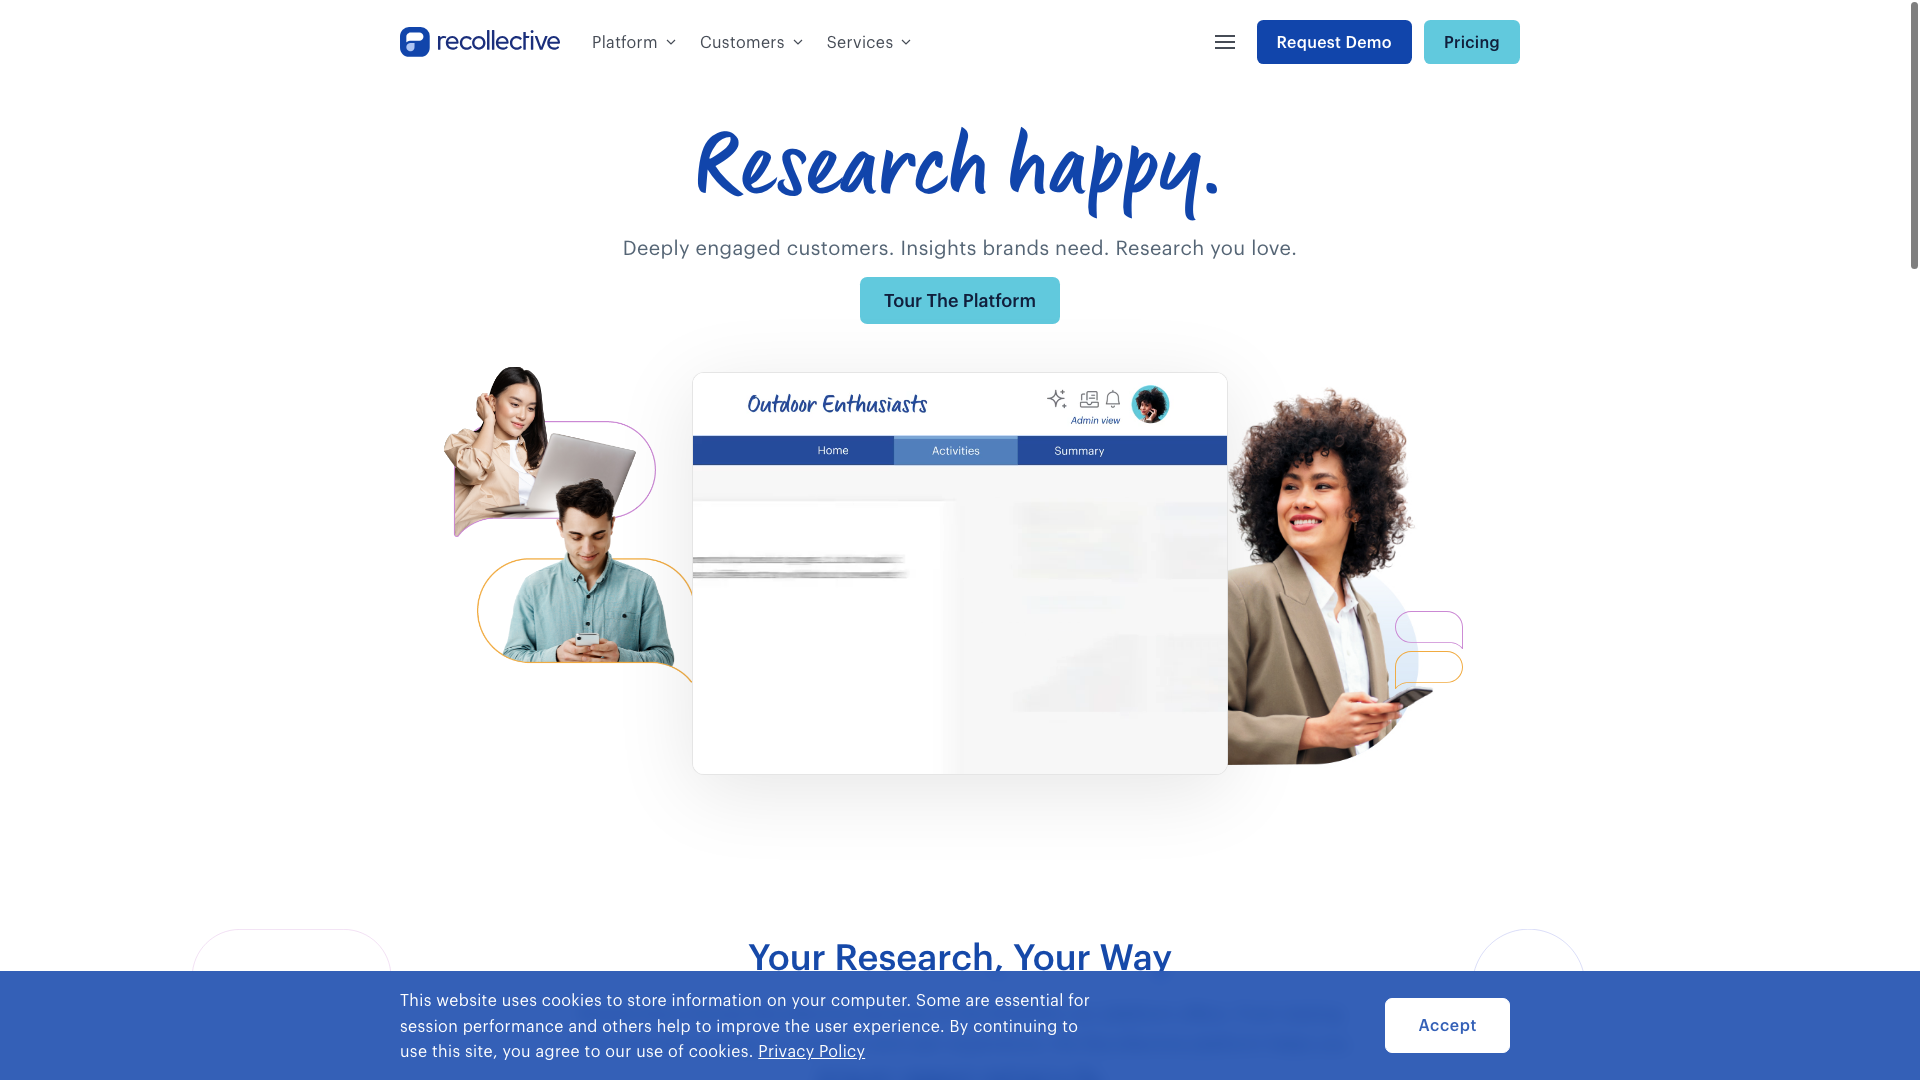 recollective
Platform
Customers
Services
Request Demo
Pricing
Research happy.
Deeply engaged customers. Insights brands need. Research you love.
Tour The Platform
Outdoor Enthusiasts
Admin view
Home
Activities
Summary
Your Research, Your Way
This website uses cookies to store information on your computer. Some are essential for
session performance and others help to improve the user experience. By continuing to
use this site, you agree to our use of cookies. Privacy Policy
Accept